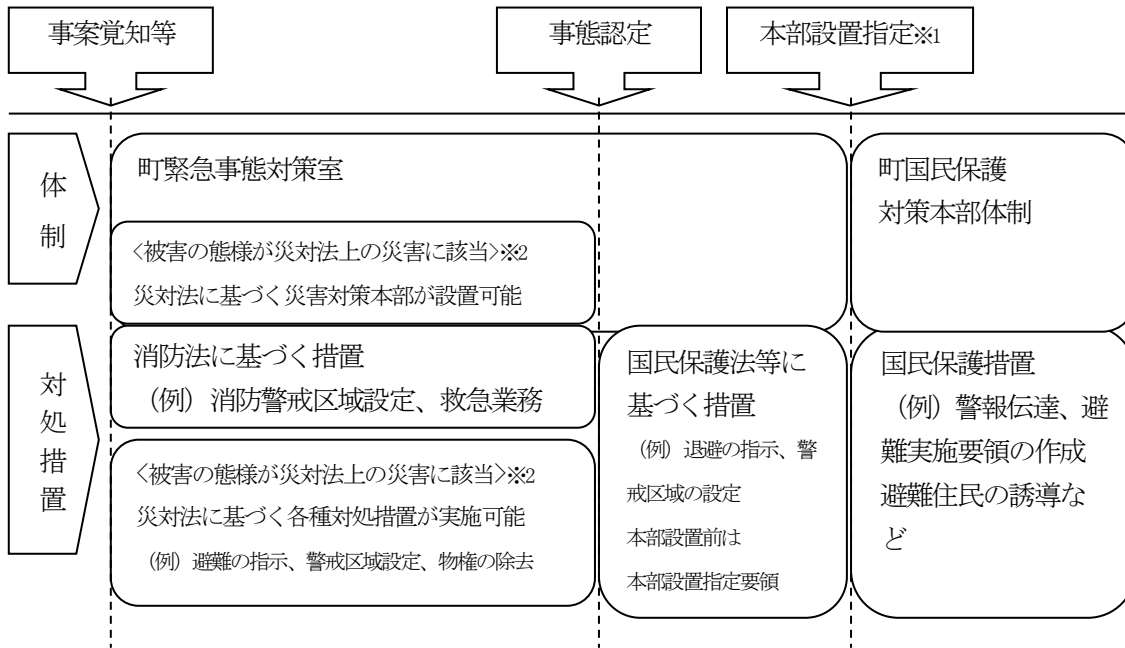 事案覚知等
事態認定
本部設置指定※1
体制
町緊急事態対策室
<被害の態様が災対法上の災害に該当>※2
災対法に基づく災害対策本部が設置可能
町国民保護
対策本部体制
対処措置
消防法に基づく措置
（例）消防警戒区域設定、救急業務
<被害の態様が災対法上の災害に該当>※2
災対法に基づく各種対処措置が実施可能
（例）避難の指示、警戒区域設定、物権の除去
国民保護法等に
基づく措置
（例）退避の指示、警
戒区域の設定
本部設置前は
本部設置指定要領
国民保護措置
（例）警報伝達、避
難実施要領の作成
避難住民の誘導な
ど